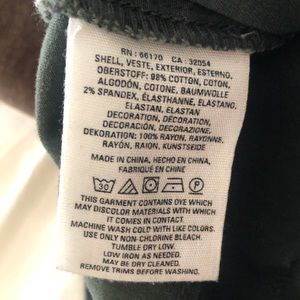 RN : 66170   CA : 32054
SHELL, VESTE, EXTERIOR, ESTERNO,
OBERSTOFF: 98% COTTON, COTON,
ALGODÓN, COTONE, BAUMWOLLE
2% SPANDEX, ÉLASTHANNE, ELASTANO,
ELASTAN, ELASTAN
DECORATION, DÉCORATION,
DECORACIÓN, DECORAZIONE,
DEKORATION: 100% RAYON, RAYONNE,
RAYÓN, RAION, KUNSTSEIDE
MADE IN CHINA, HECHO EN CHINA,
FABRIQUÉ EN CHINE
30
THIS GARMENT CONTAINS DYE WHICH
MAY DISCOLOR MATERIALS WITH WHICH
IT COMES IN CONTACT.
MACHINE WASH COLD WITH LIKE COLORS.
USE ONLY NON-CHLORINE BLEACH.
TUMBLE DRY LOW.
IRON LOW AS NEEDED.
MAY BE DRY CLEANED.
REMOVE TRIMS BEFORE WASHING.